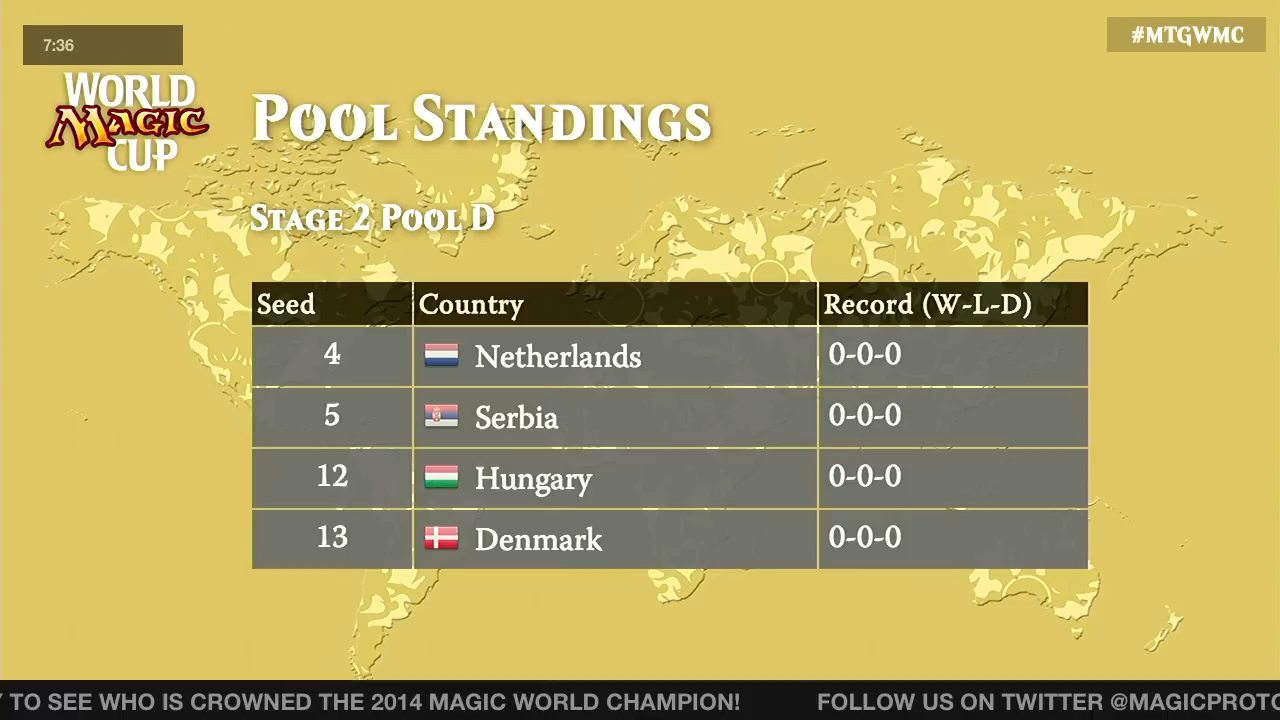 7:36
#MTGWMC
WORLD
MAGIC
CUP
POOL STANDINGS
STAGE 2 POOL D
Seed Country Record (W-L-D)
4 Netherlands 0-0-0
5 Serbia 0-0-0
12 Hungary 0-0-0
13 Denmark 0-0-0
TO SEE WHO IS CROWNED THE 2014 MAGIC WORLD CHAMPION! FOLLOW US ON TWITTER @MAGICPROTO